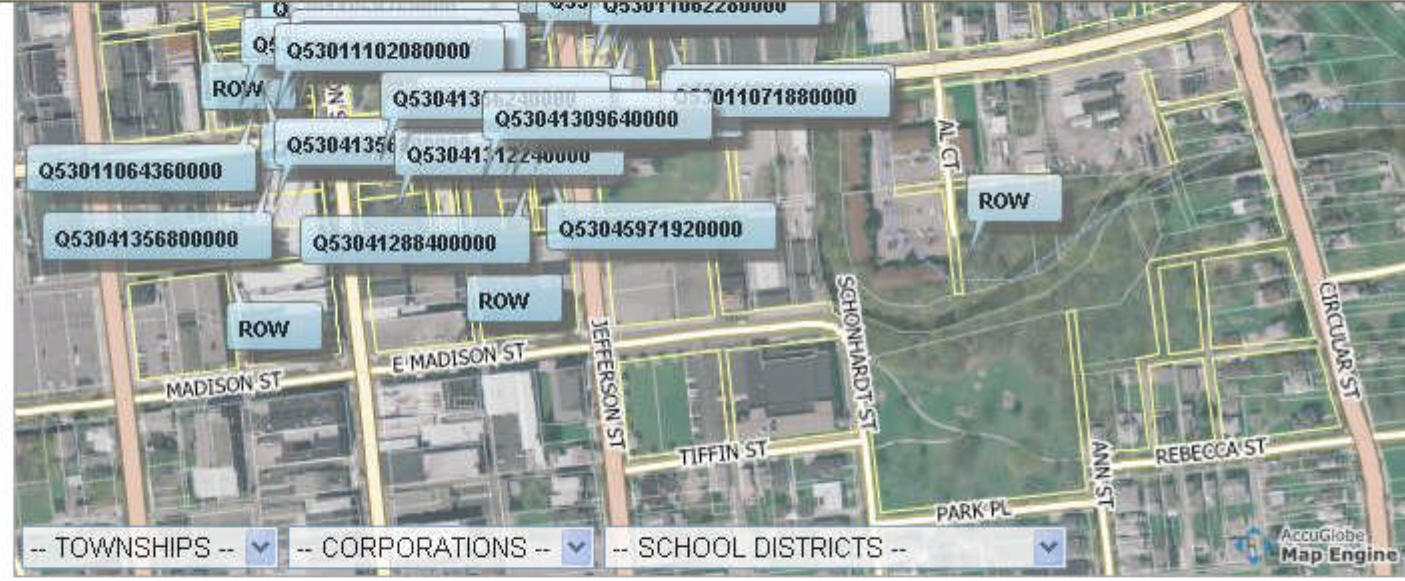 Q53011062280000
Q53011102080000
ROW
Q53011071880000
Q53041309640000
Q53011064360000
Q53041356800000
Q53041288400000
Q53045971920000
ROW
ROW
ROW
AL CT
SCHONHARDT ST
CIRCULAR ST
JEFFERSON ST
E MADISON ST
MADISON ST
TIFFIN ST
ANN ST
REBECCA ST
PARK PL
-- TOWNSHIPS --
-- CORPORATIONS --
-- SCHOOL DISTRICTS --
AccuGlobe
Map Engine